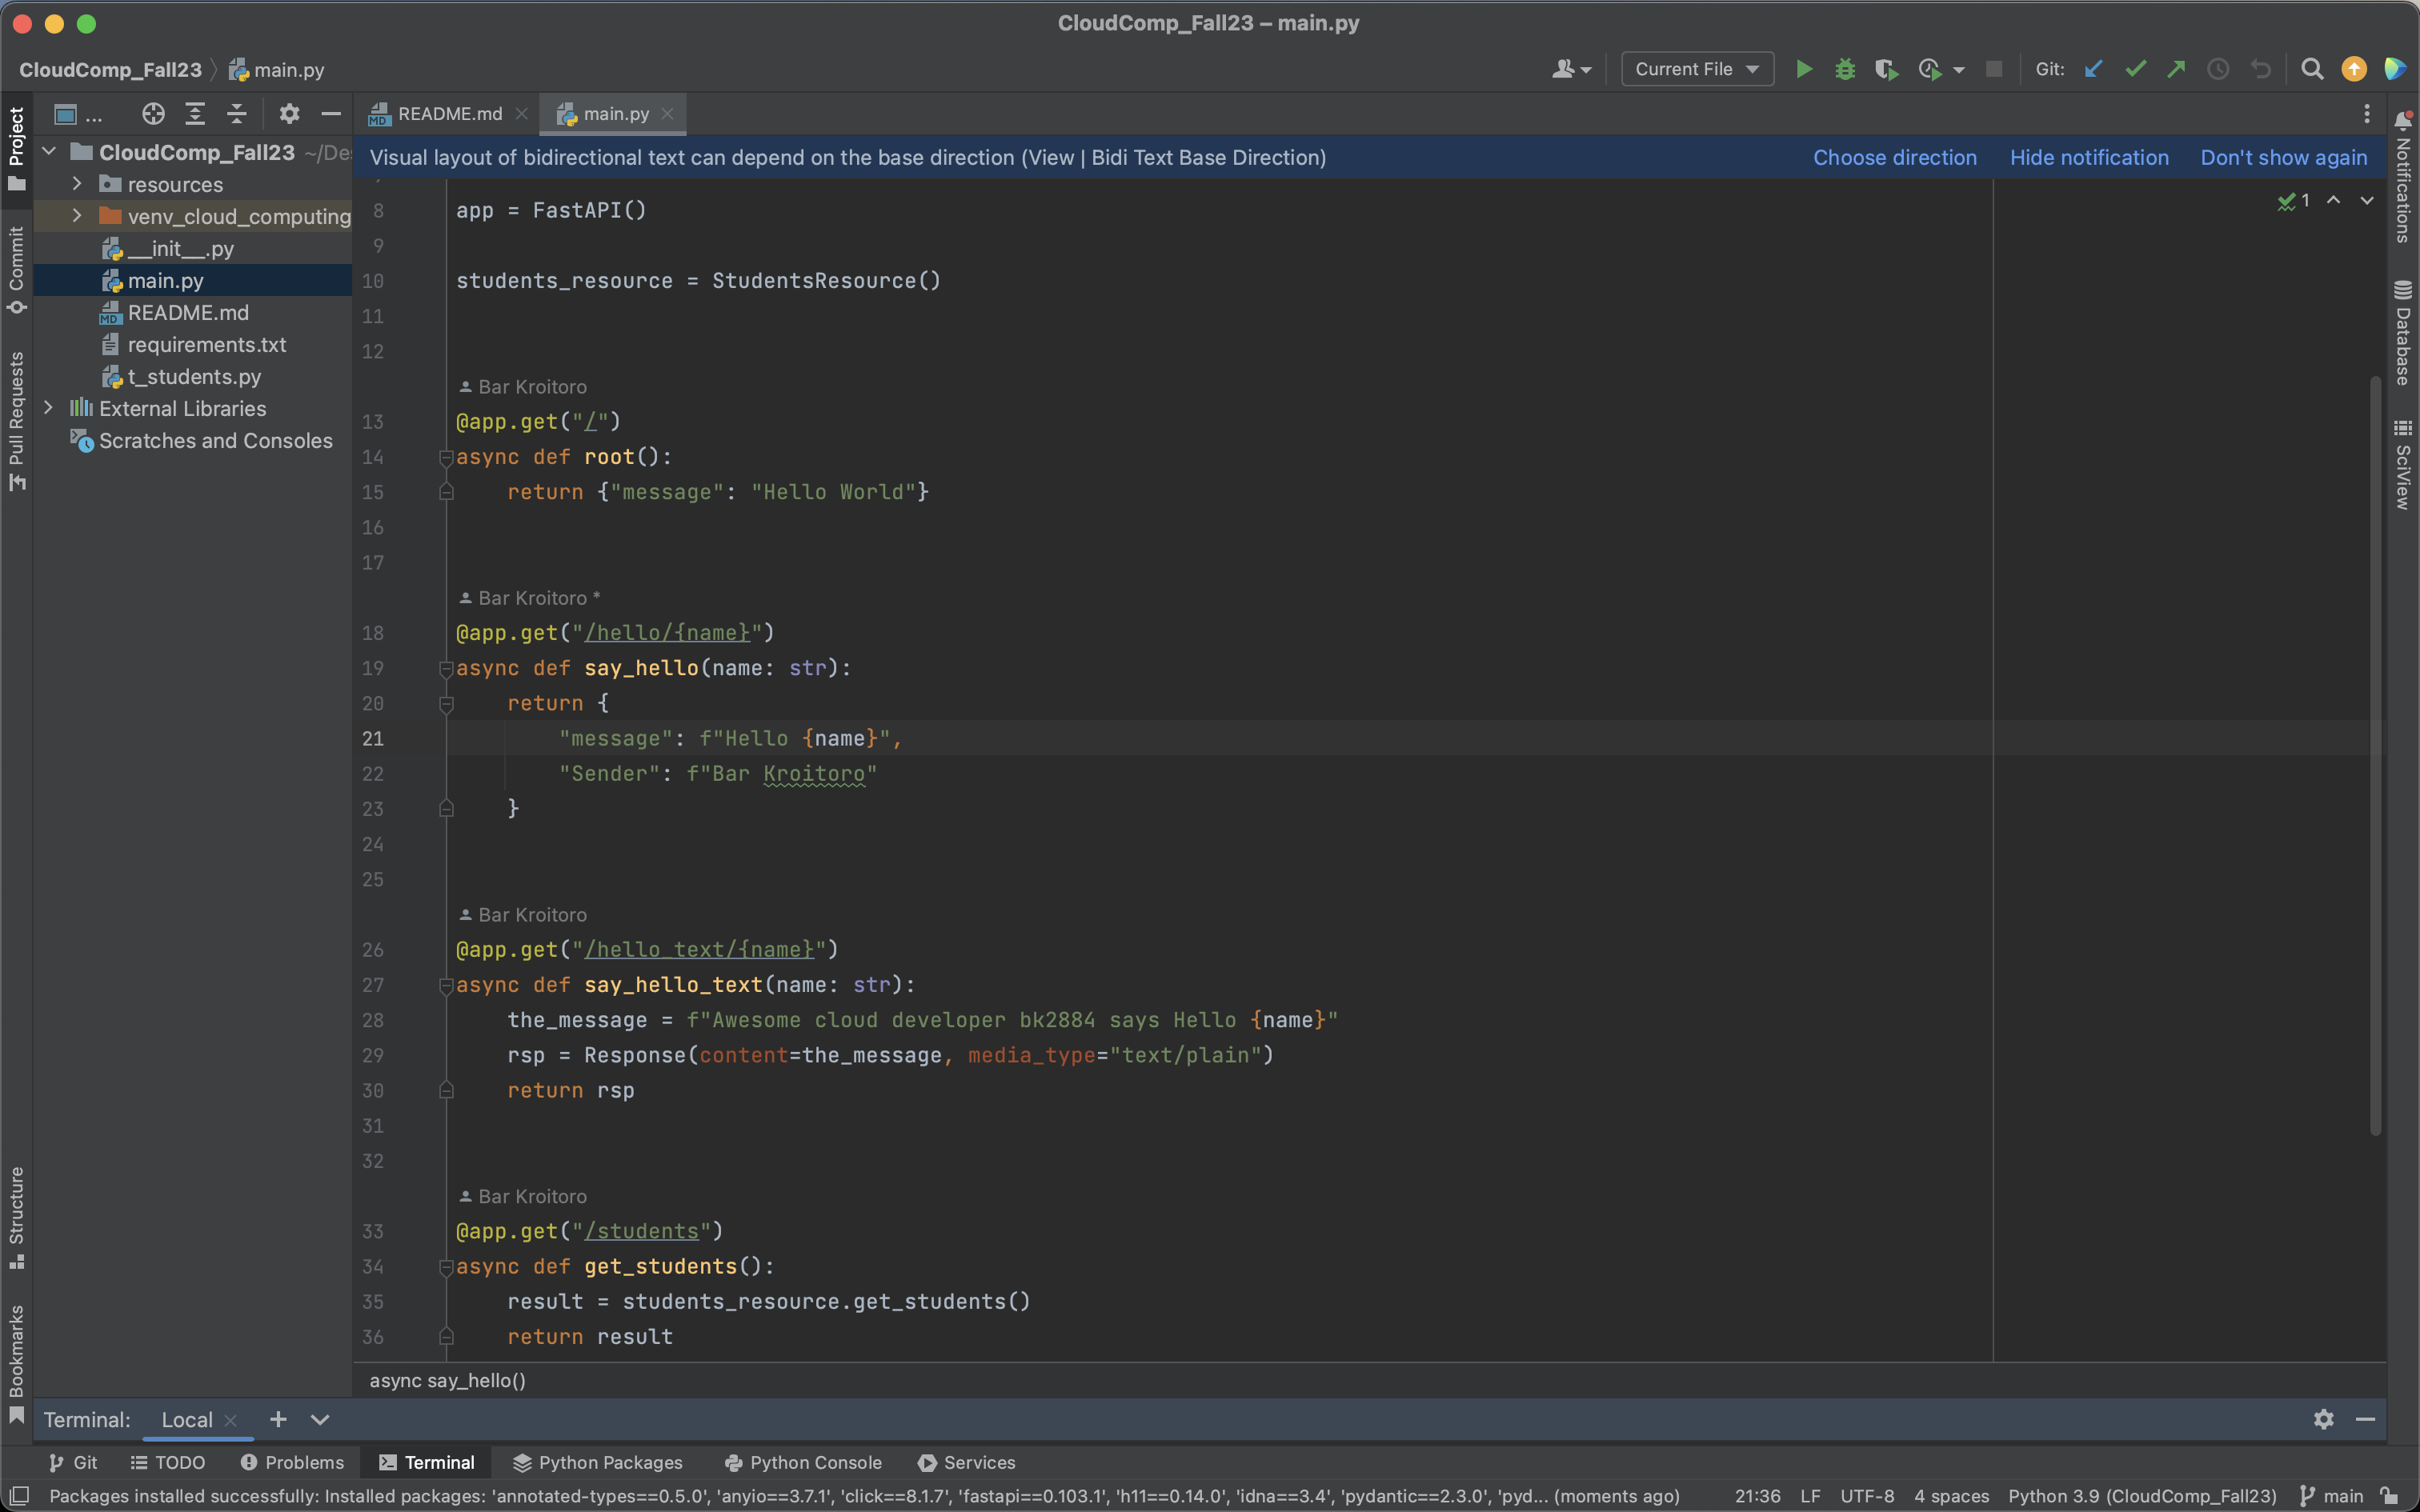 CloudComp_Fall23 – main.py
CloudComp_Fall23 main.py Current File Git:
... README.md main.py
Project
Commit
Pull Requests
Structure
Bookmarks
CloudComp_Fall23 ~/De
resources
venv_cloud_computing
__init__.py
main.py
README.md
requirements.txt
t_students.py
External Libraries
Scratches and Consoles
Visual layout of bidirectional text can depend on the base direction (View | Bidi Text Base Direction) Choose direction Hide notification Don't show again
1
8 app = FastAPI()
9
10 students_resource = StudentsResource()
11
12
Bar Kroitoro
13 @app.get("/")
14 async def root():
15     return {"message": "Hello World"}
16
17
Bar Kroitoro *
18 @app.get("/hello/{name}")
19 async def say_hello(name: str):
20     return {
21         "message": f"Hello {name}",
22         "Sender": f"Bar Kroitoro"
23     }
24
25
Bar Kroitoro
26 @app.get("/hello_text/{name}")
27 async def say_hello_text(name: str):
28     the_message = f"Awesome cloud developer bk2884 says Hello {name}"
29     rsp = Response(content=the_message, media_type="text/plain")
30     return rsp
31
32
Bar Kroitoro
33 @app.get("/students")
34 async def get_students():
35     result = students_resource.get_students()
36     return result
async say_hello()
Notifications
Database
SciView
Terminal: Local
Git TODO Problems Terminal Python Packages Python Console Services
Packages installed successfully: Installed packages: 'annotated-types==0.5.0', 'anyio==3.7.1', 'click==8.1.7', 'fastapi==0.103.1', 'h11==0.14.0', 'idna==3.4', 'pydantic==2.3.0', 'pyd... (moments ago) 21:36 LF UTF-8 4 spaces Python 3.9 (CloudComp_Fall23) main